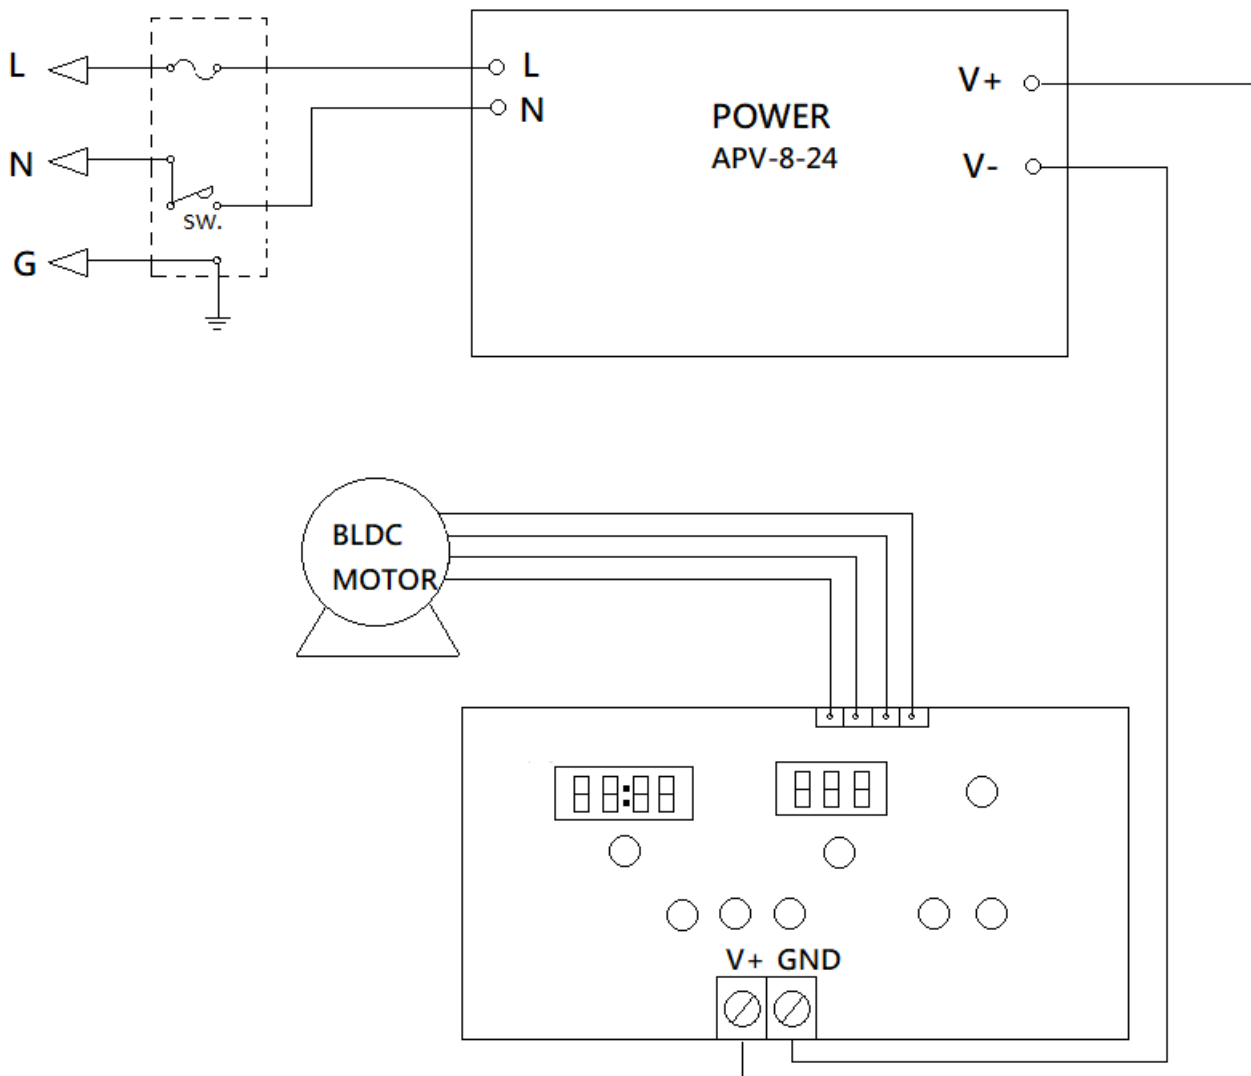 L
L
N
V+
POWER
APV-8-24
N
V-
SW.
G
BLDC
MOTOR
V+ GND